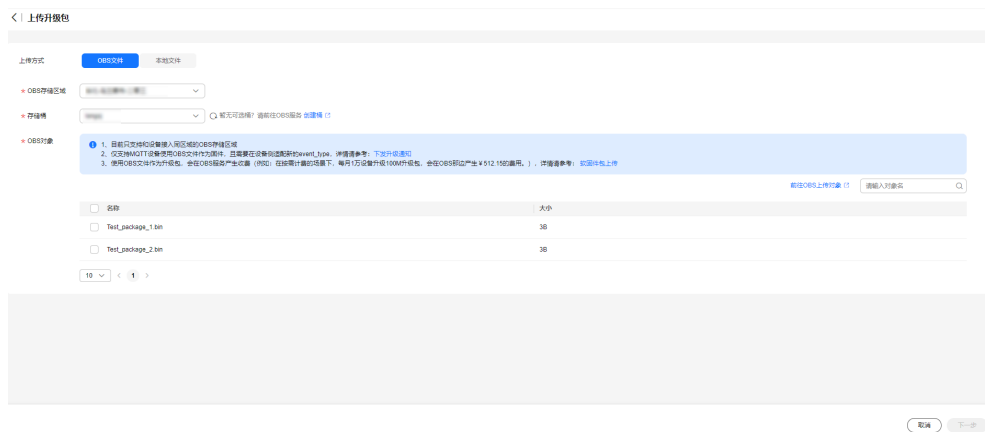 上传升级包
上传方式 OBS文件 本地文件
* OBS存储区域
* 存储桶 暂无可选桶？请前往OBS服务 创建桶
* OBS对象
1、目前只支持和设备接入同区域的OBS存储区域
2、仅支持MQTT设备使用OBS文件作为固件，且需要在设备侧适配新的event_type，详情请参考：下发升级通知
3、使用OBS文件作为升级包，会在OBS服务产生收费（例如：在按需计费的场景下，每月1万设备升级100M升级包，会在OBS那边产生￥512.15的费用。），详情请参考：软固件包上传
前往OBS上传对象 请输入对象名
名称 大小
Test_package_1.bin 3B
Test_package_2.bin 3B
10 < 1 >
取消 下一步